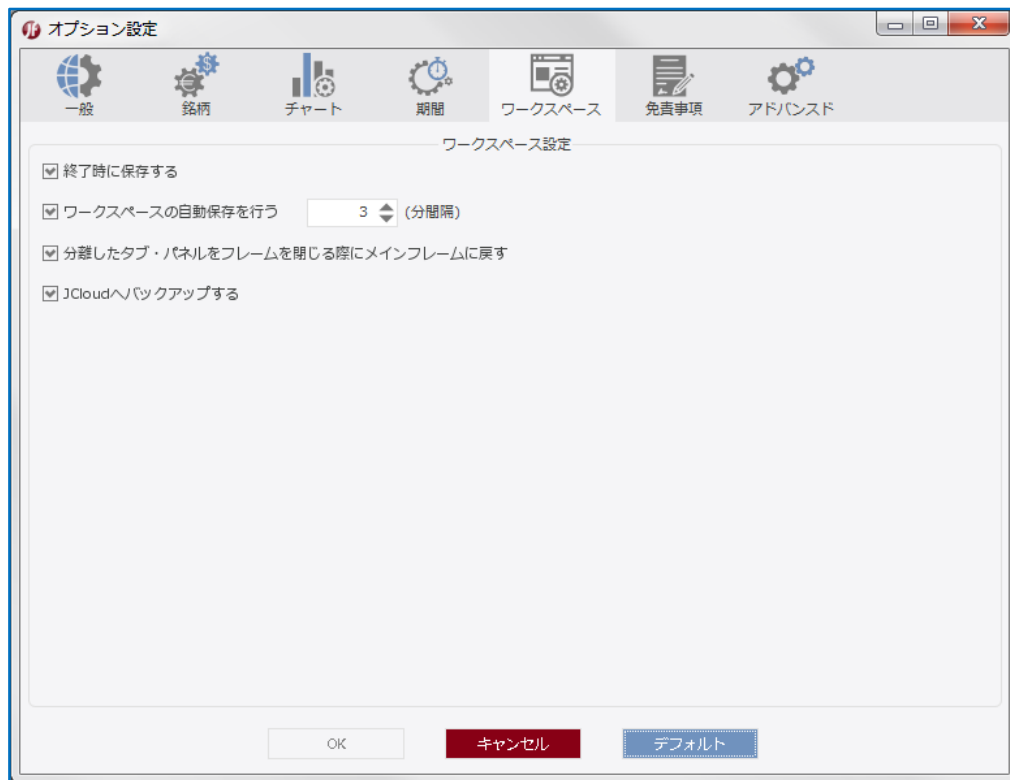 オプション設定
一般 銘柄 チャート 期間 ワークスペース 免責事項 アドバンスド
ワークスペース設定
終了時に保存する
ワークスペースの自動保存を行う 3 (分間隔)
分離したタブ・パネルをフレームを閉じる際にメインフレームに戻す
JCloudへバックアップする
OK キャンセル デフォルト